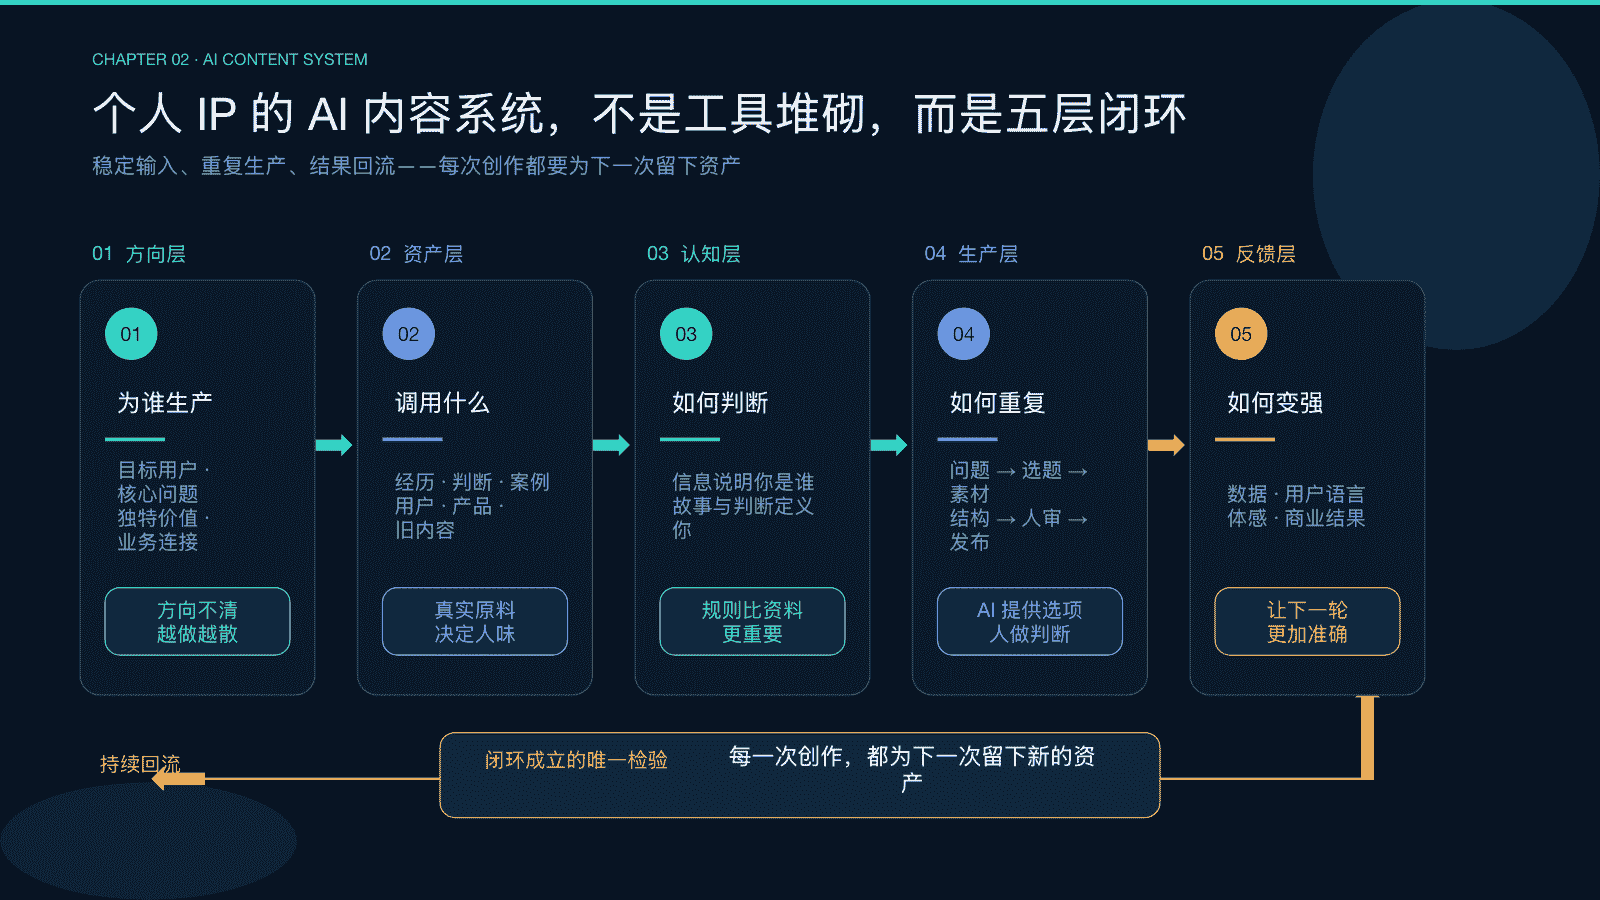 CHAPTER 02 · AI CONTENT SYSTEM
个人 IP 的 AI 内容系统，不是工具堆砌，而是五层闭环
稳定输入、重复生产、结果回流——每次创作都要为下一次留下资产
01 方向层
01
为谁生产
目标用户 ·
核心问题
独特价值 ·
业务连接
方向不清
越做越散
02 资产层
02
调用什么
经历 · 判断 · 案例
用户 · 产品 ·
旧内容
真实原料
决定人味
03 认知层
03
如何判断
信息说明你是谁
故事与判断定义
你
规则比资料
更重要
04 生产层
04
如何重复
问题 → 选题 →
素材
结构 → 人审 →
发布
AI 提供选项
人做判断
05 反馈层
05
如何变强
数据 · 用户语言
体感 · 商业结果
让下一轮
更加准确
持续回流
闭环成立的唯一检验
每一次创作，都为下一次留下新的资
产